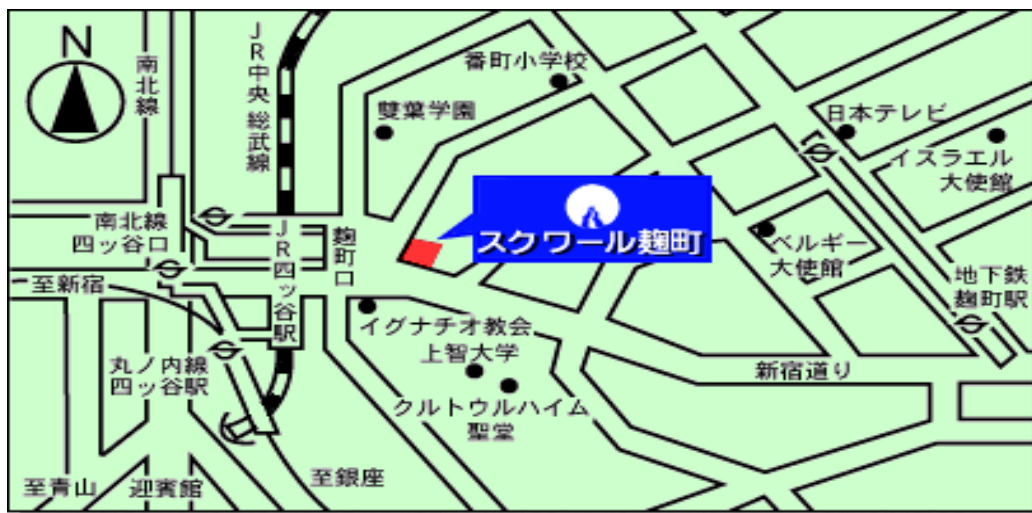 N
南北線
JR中央 総武線
番町小学校
雙葉学園
日本テレビ
イスラエル
大使館
南北線
四ッ谷口
JR四ッ谷駅
麹町口
スクワール麹町
ベルギー
大使館
地下鉄
麹町駅
至新宿
イグナチオ教会
上智大学
丸ノ内線
四ッ谷駅
新宿道り
クルトウルハイム
聖堂
至青山
迎賓館
至銀座